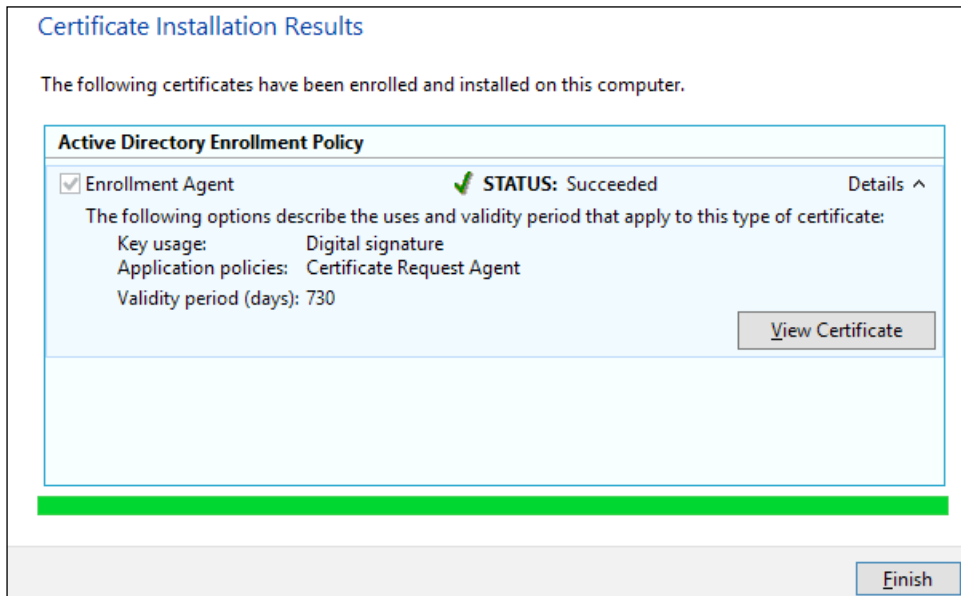 Certificate Installation Results
The following certificates have been enrolled and installed on this computer.
Active Directory Enrollment Policy
Enrollment Agent STATUS: Succeeded Details
The following options describe the uses and validity period that apply to this type of certificate:
Key usage: Digital signature
Application policies: Certificate Request Agent
Validity period (days): 730
View Certificate
Finish